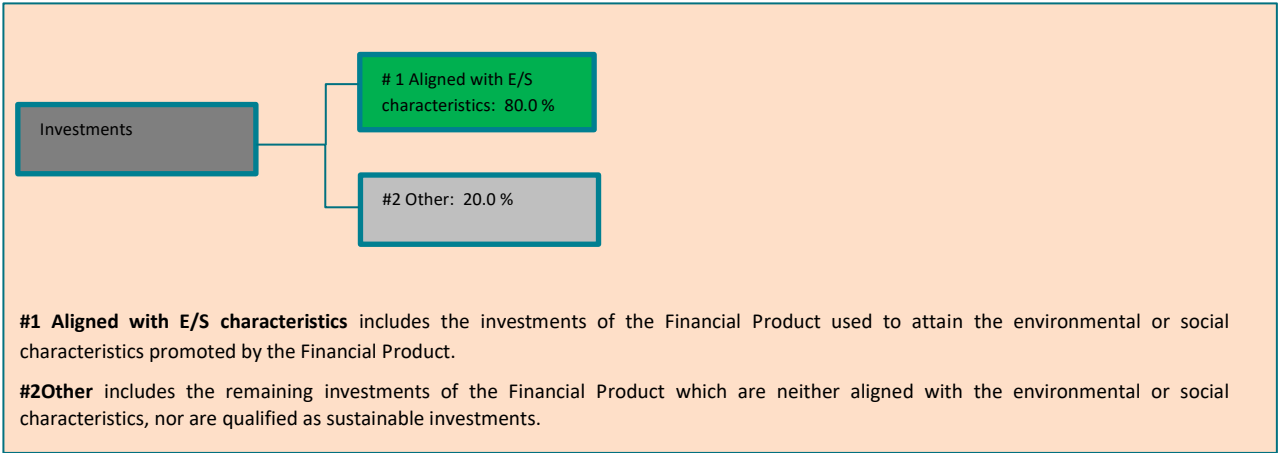 # 1 Aligned with E/S
characteristics: 80.0 %
Investments
#2 Other: 20.0 %
#1 Aligned with E/S characteristics includes the investments of the Financial Product used to attain the environmental or social
characteristics promoted by the Financial Product.
#2Other includes the remaining investments of the Financial Product which are neither aligned with the environmental or social
characteristics, nor are qualified as sustainable investments.